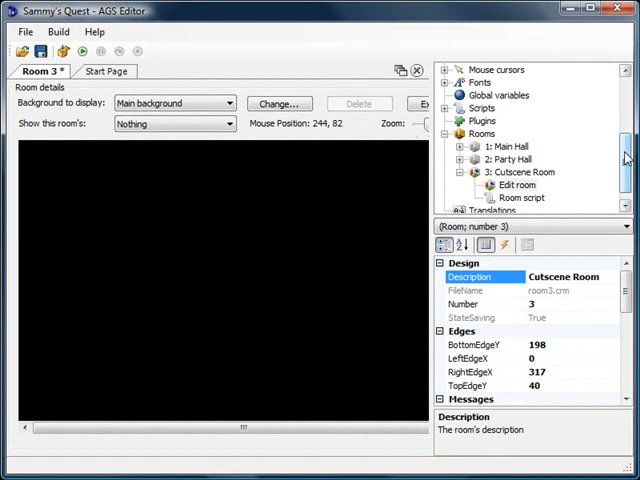 Sammy's Quest - AGS Editor
File Build Help
Room 3 * Start Page
Room details
Background to display: Main background Change... Delete Ex
Show this room's: Nothing Mouse Position: 244, 82 Zoom:
Mouse cursors
Fonts
Global variables
Scripts
Plugins
Rooms
1: Main Hall
2: Party Hall
3: Cutscene Room
Edit room
Room script
Translations
(Room; number 3)
Design
Description Cutscene Room
FileName room3.crm
Number 3
StateSaving True
Edges
BottomEdgeY 198
LeftEdgeX 0
RightEdgeX 317
TopEdgeY 40
Messages
Description
The room's description